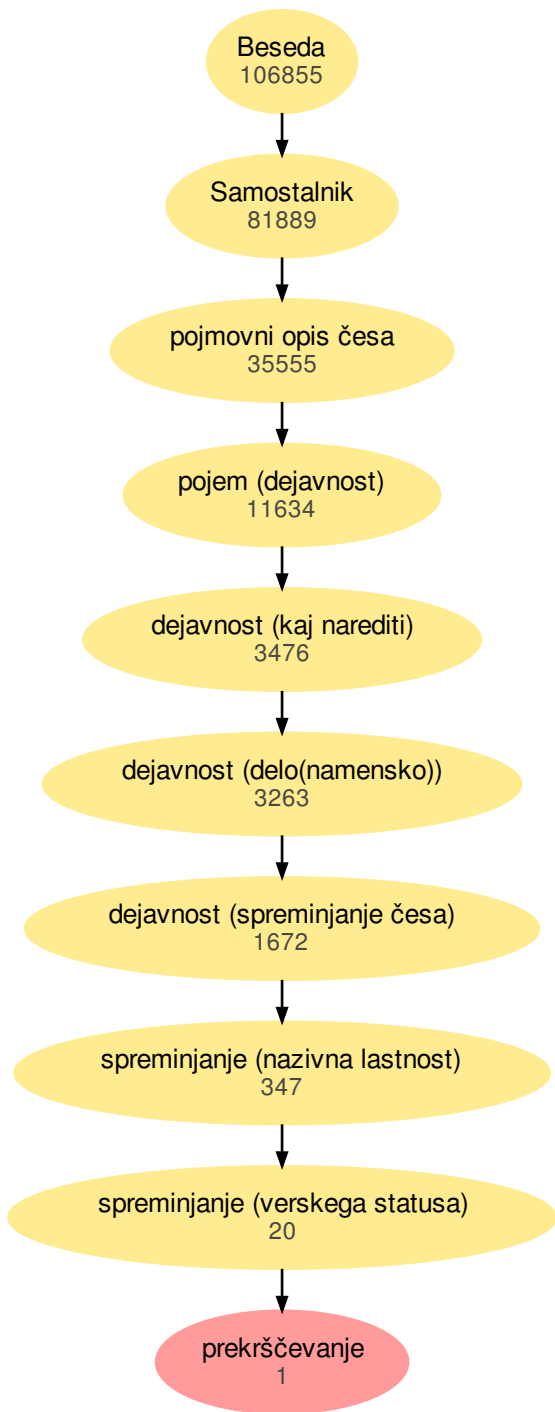 Beseda
106855
Samostalnik
81889
pojmovni opis česa
35555
pojem (dejavnost)
11634
dejavnost (kaj narediti)
3476
dejavnost (delo(namensko))
3263
dejavnost (spreminjanje česa)
1672
spreminjanje (nazivna lastnost)
347
spreminjanje (verskega statusa)
20
prekrščevanje
1